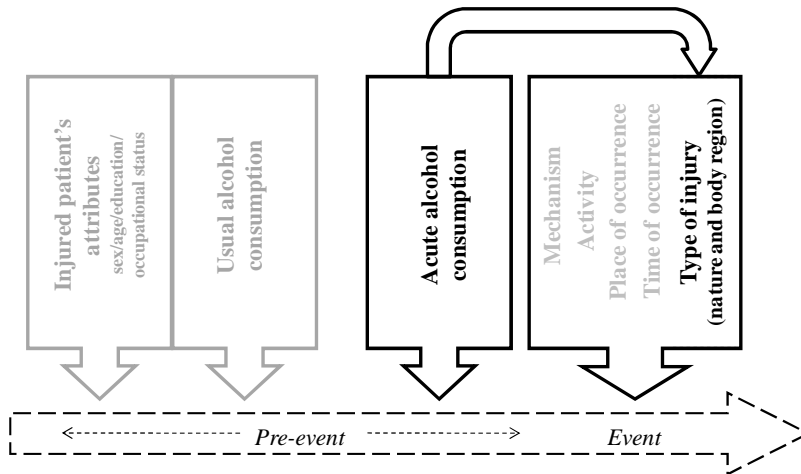 Injured patient's
attributes
sex/age/education/
occupational status
Usual alcohol
consumption
Acute alcohol
consumption
Mechanism
Activity
Place of occurrence
Time of occurrence
Type of injury
(nature and body region)
Pre-event
Event